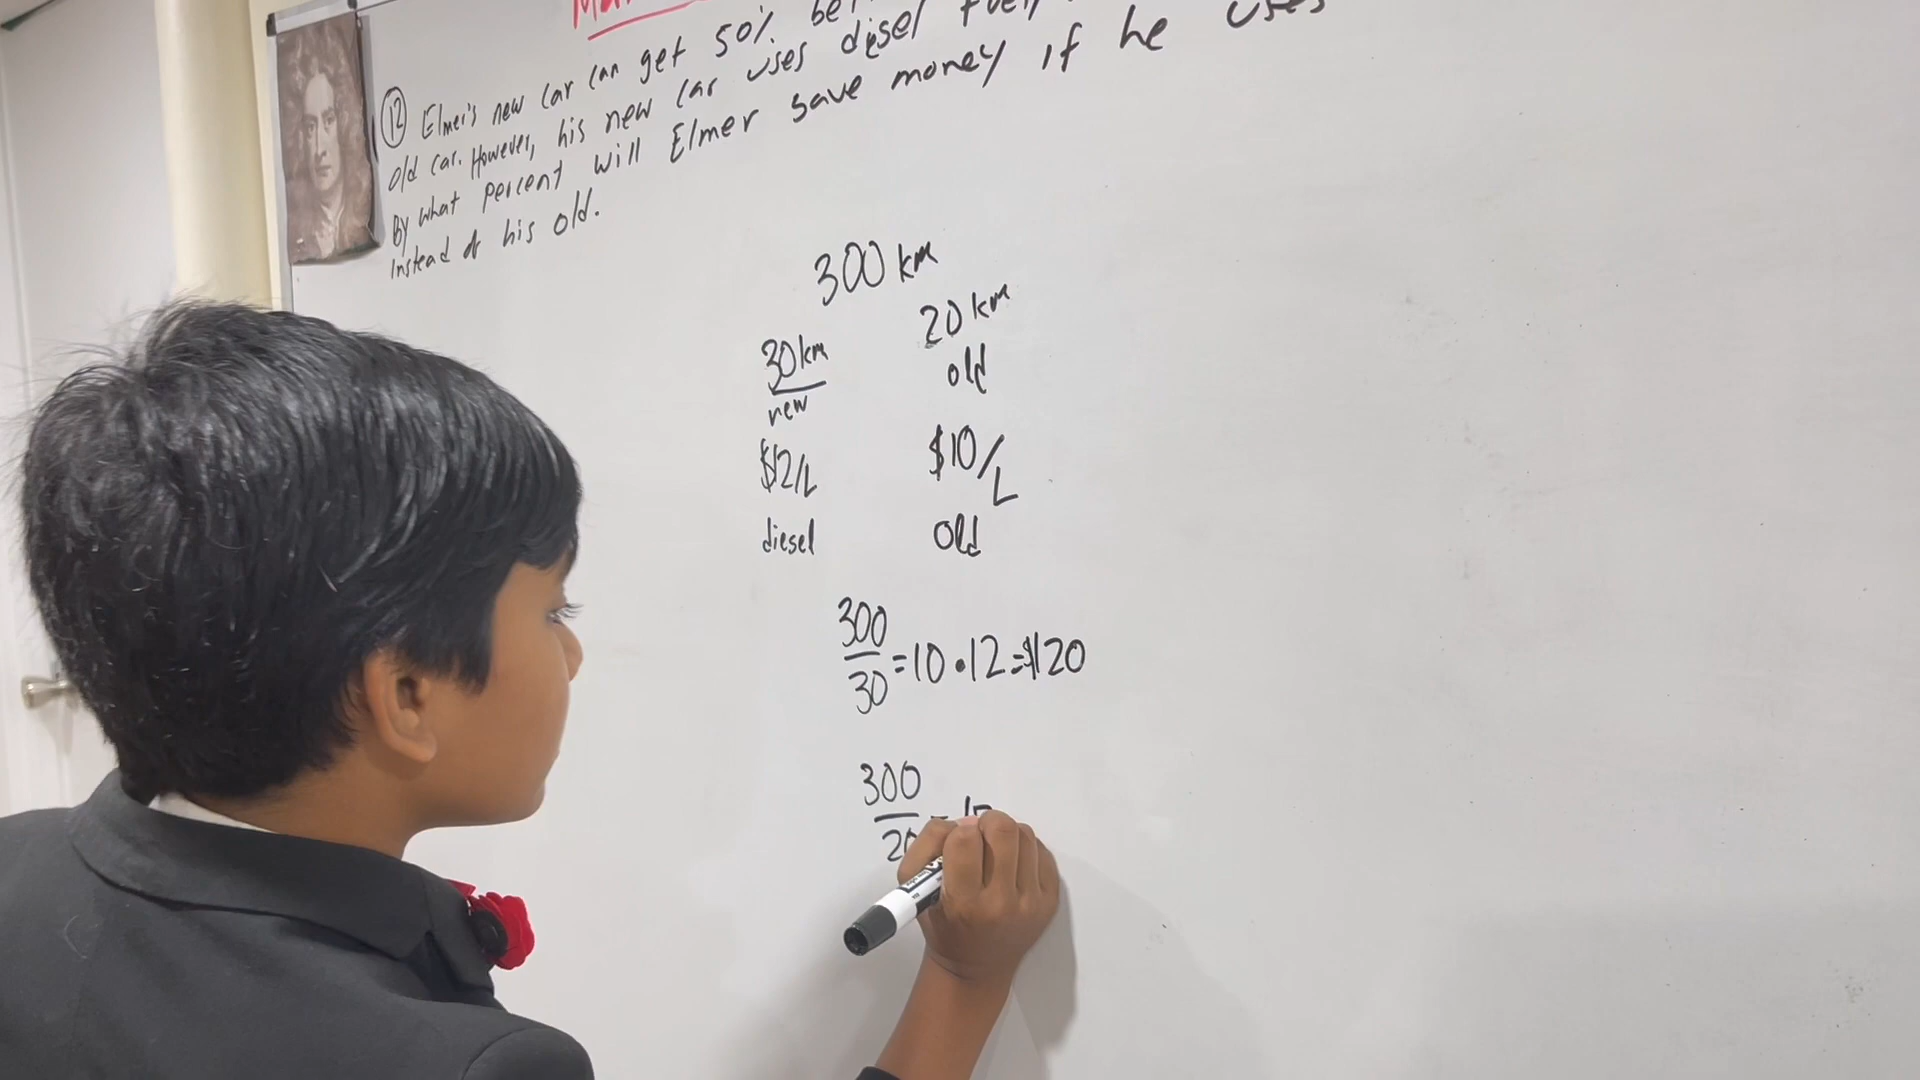 12 Elmer's new car can get 50%
old car. However, his new car uses diesel
By what percent will Elmer save money if he uses
instead of his old.
300 km
30 km 20 km
new old
$12/L $10/L
diesel old
300/30 = 10 · 12 = $120
300/20 =